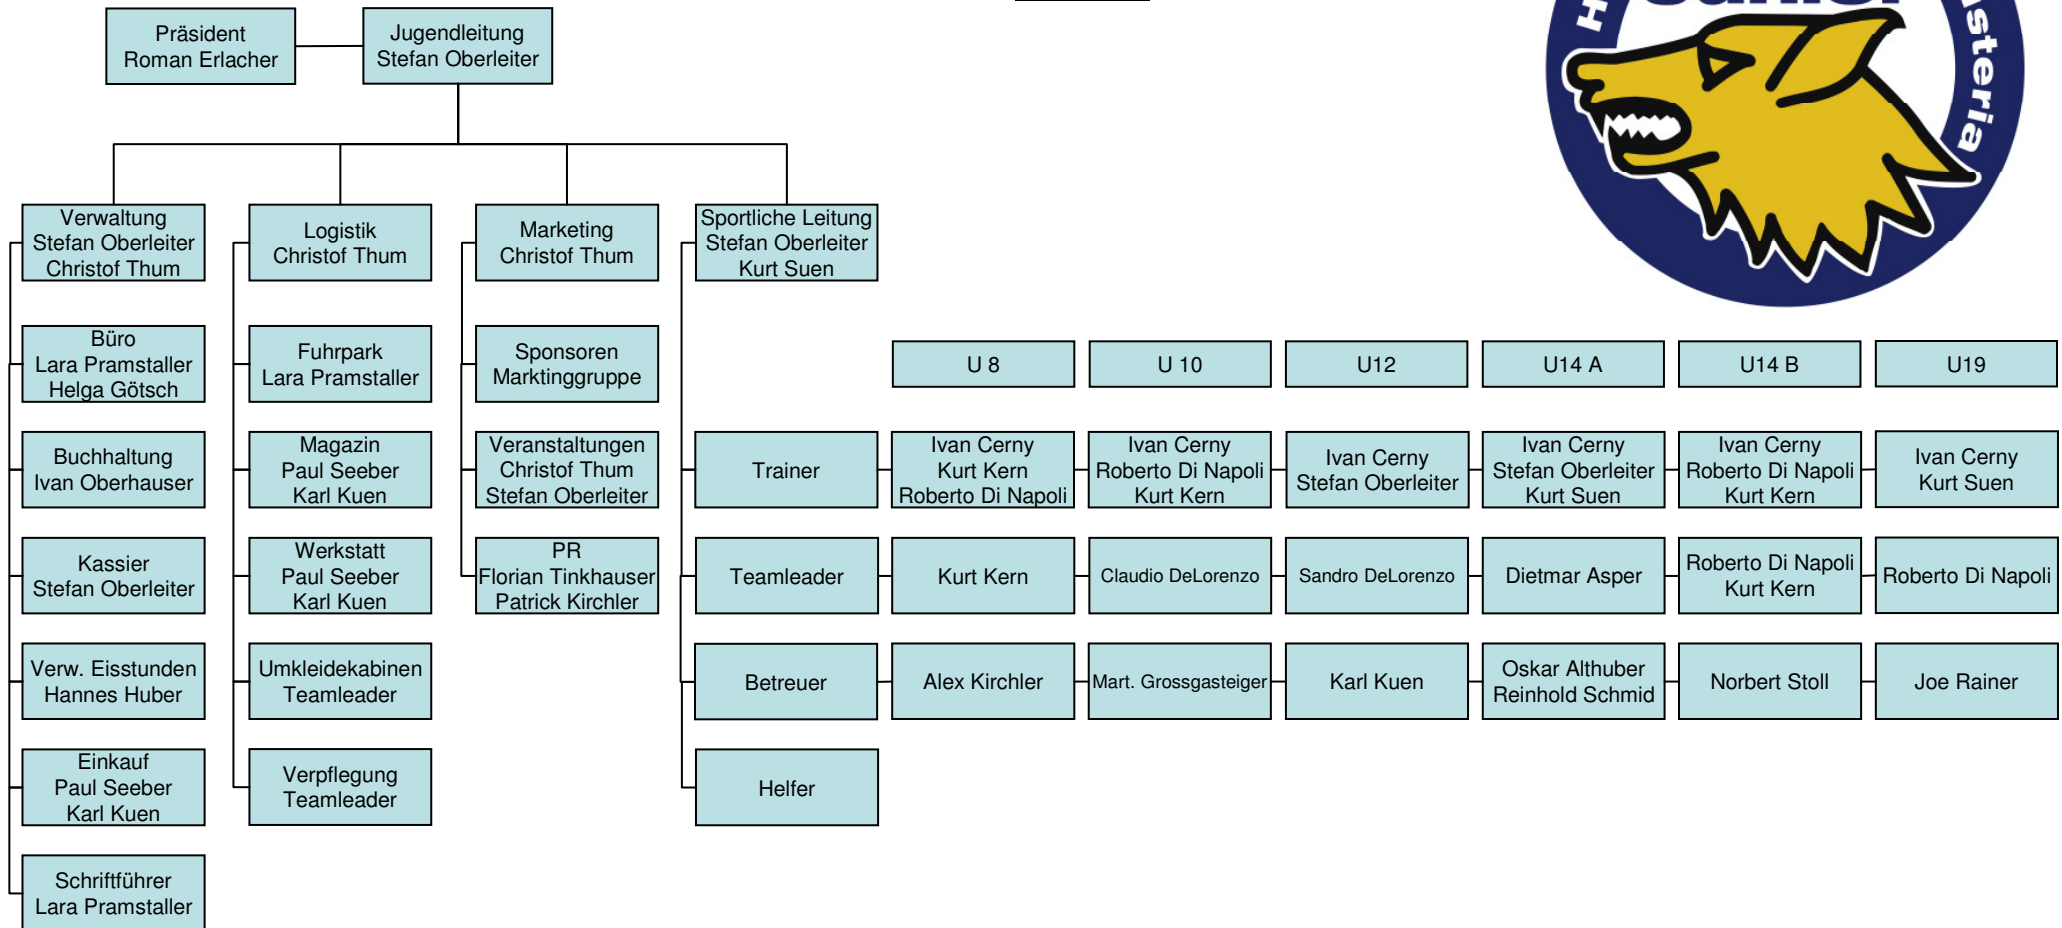 Präsident
Roman Erlacher
Jugendleitung
Stefan Oberleiter
Verwaltung
Stefan Oberleiter
Christof Thum
Logistik
Christof Thum
Marketing
Christof Thum
Sportliche Leitung
Stefan Oberleiter
Kurt Suen
Büro
Lara Pramstaller
Helga Götsch
Fuhrpark
Lara Pramstaller
Sponsoren
Marktinggruppe
U 8
U 10
U12
U14 A
U14 B
U19
Buchhaltung
Ivan Oberhauser
Magazin
Paul Seeber
Karl Kuen
Veranstaltungen
Christof Thum
Stefan Oberleiter
Trainer
Ivan Cerny
Kurt Kern
Roberto Di Napoli
Ivan Cerny
Roberto Di Napoli
Kurt Kern
Ivan Cerny
Stefan Oberleiter
Ivan Cerny
Stefan Oberleiter
Kurt Suen
Ivan Cerny
Roberto Di Napoli
Kurt Kern
Ivan Cerny
Kurt Suen
Kassier
Stefan Oberleiter
Werkstatt
Paul Seeber
Karl Kuen
PR
Florian Tinkhauser
Patrick Kirchler
Teamleader
Kurt Kern
Claudio DeLorenzo
Sandro DeLorenzo
Dietmar Asper
Roberto Di Napoli
Kurt Kern
Roberto Di Napoli
Verw. Eisstunden
Hannes Huber
Umkleidekabinen
Teamleader
Betreuer
Alex Kirchler
Mart. Grossgasteiger
Karl Kuen
Oskar Althuber
Reinhold Schmid
Norbert Stoll
Joe Rainer
Einkauf
Paul Seeber
Karl Kuen
Verpflegung
Teamleader
Helfer
Schriftführer
Lara Pramstaller